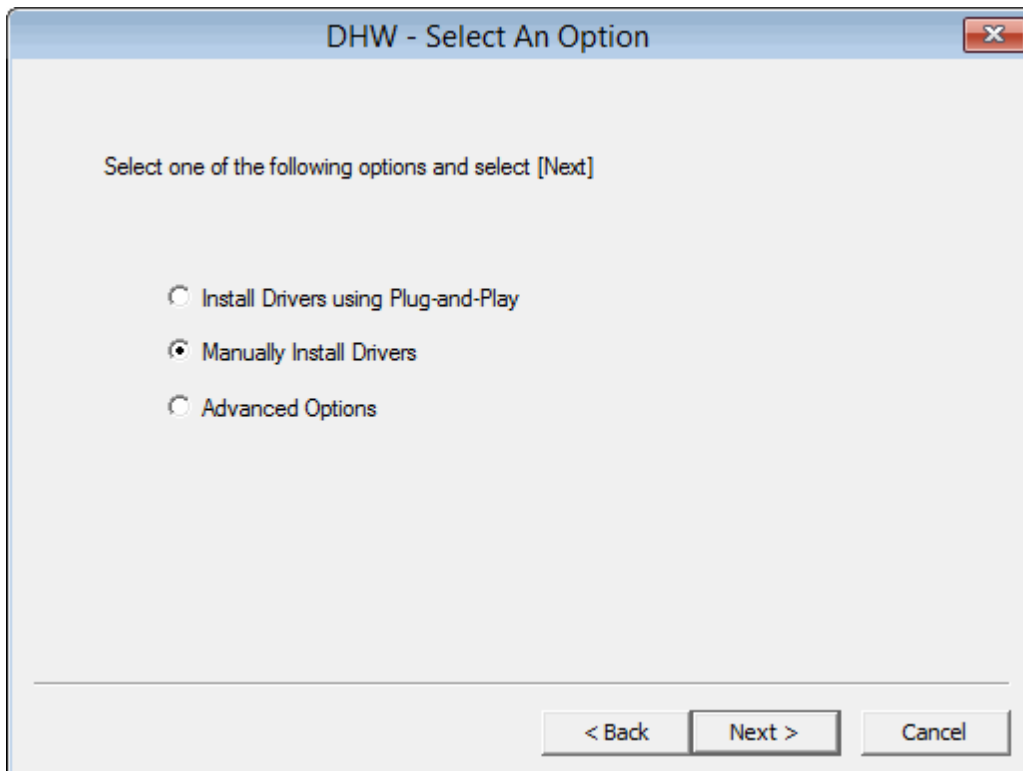 DHW - Select An Option
Select one of the following options and select [Next]
Install Drivers using Plug-and-Play
Manually Install Drivers
Advanced Options
< Back
Next >
Cancel